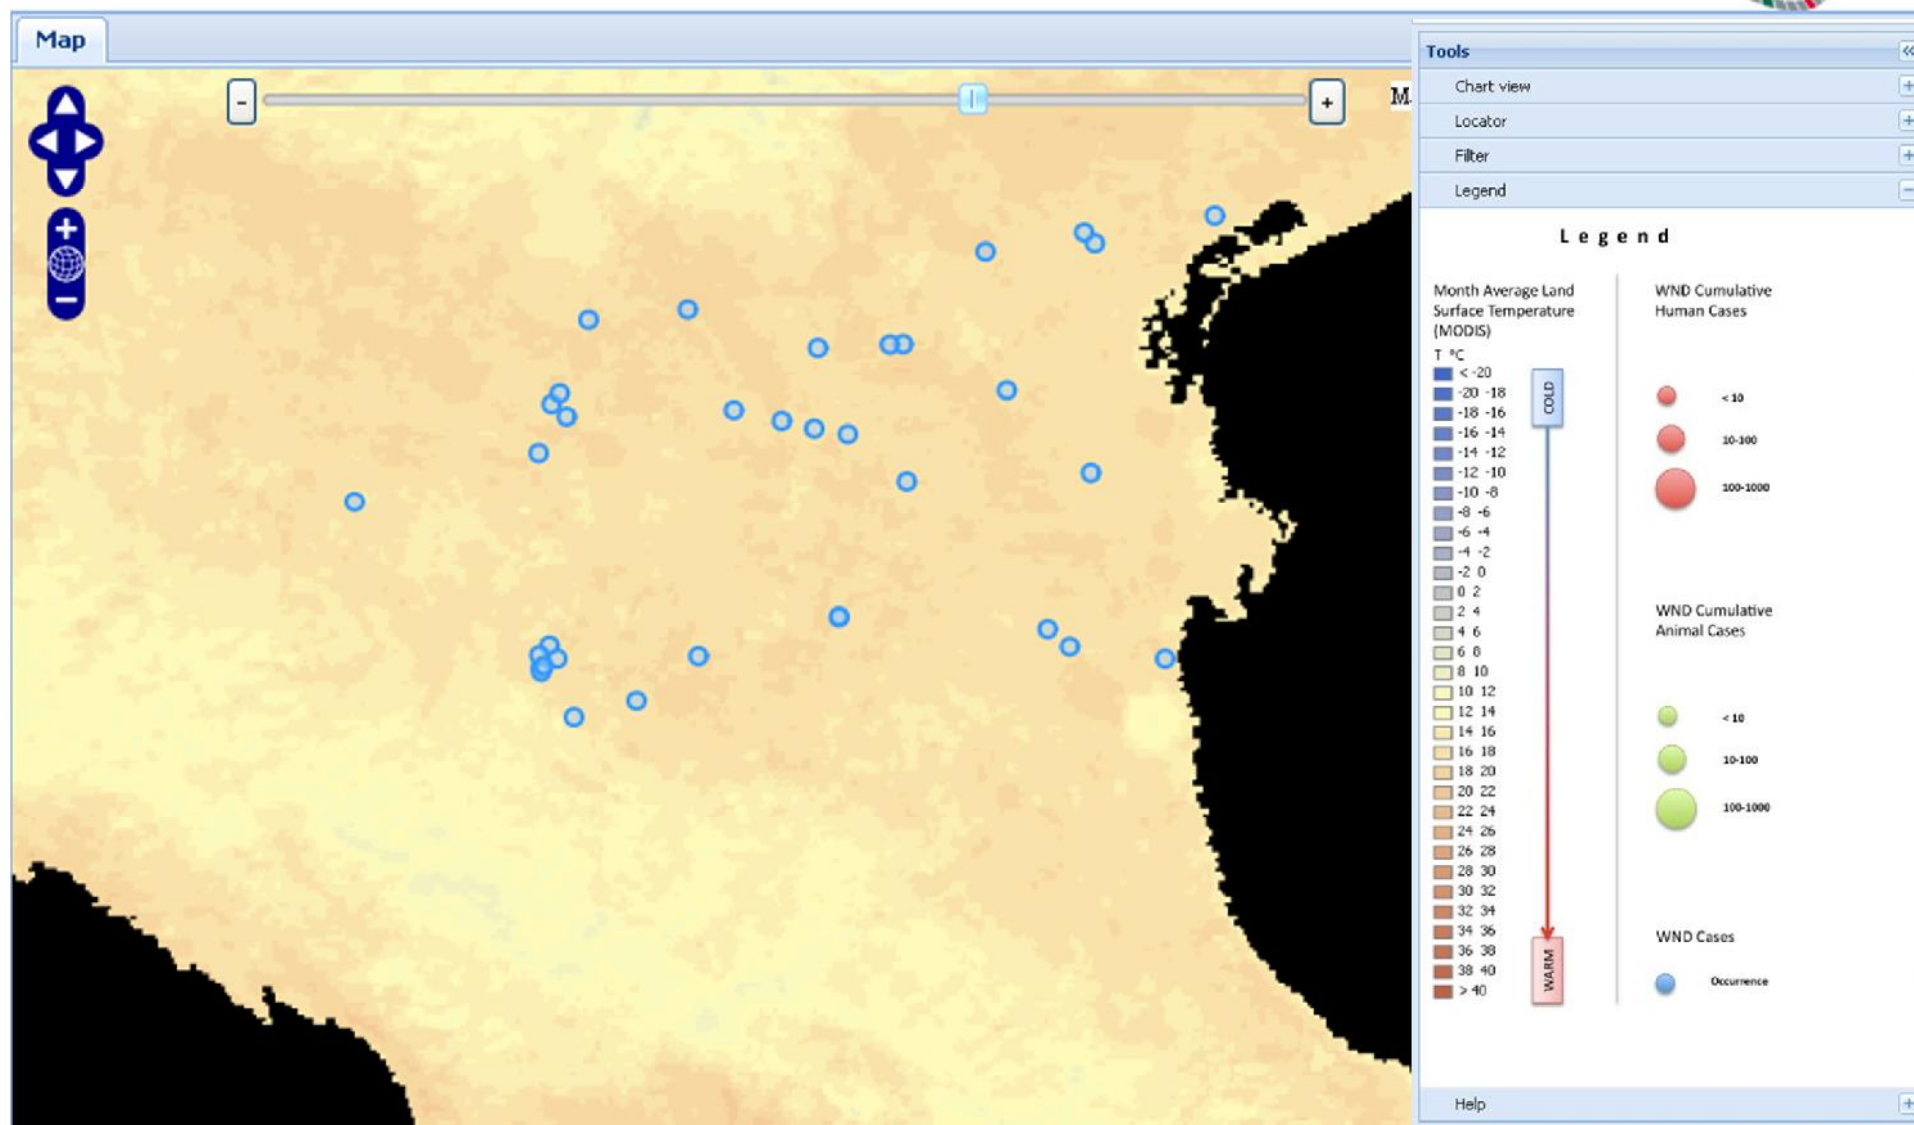 Map
-
+
M
Tools
Chart view
Locator
Filter
Legend
Legend
Month Average Land
Surface Temperature
(MODIS)
T °C
< -20
-20 -18
-18 -16
-16 -14
-14 -12
-12 -10
-10 -8
-8 -6
-6 -4
-4 -2
-2 0
0 2
2 4
4 6
6 8
8 10
10 12
12 14
14 16
16 18
18 20
20 22
22 24
24 26
26 28
28 30
30 32
32 34
34 36
36 38
38 40
> 40
COLD
WARM
WND Cumulative
Human Cases
< 10
10-100
100-1000
WND Cumulative
Animal Cases
< 10
10-100
100-1000
WND Cases
Occurrence
Help